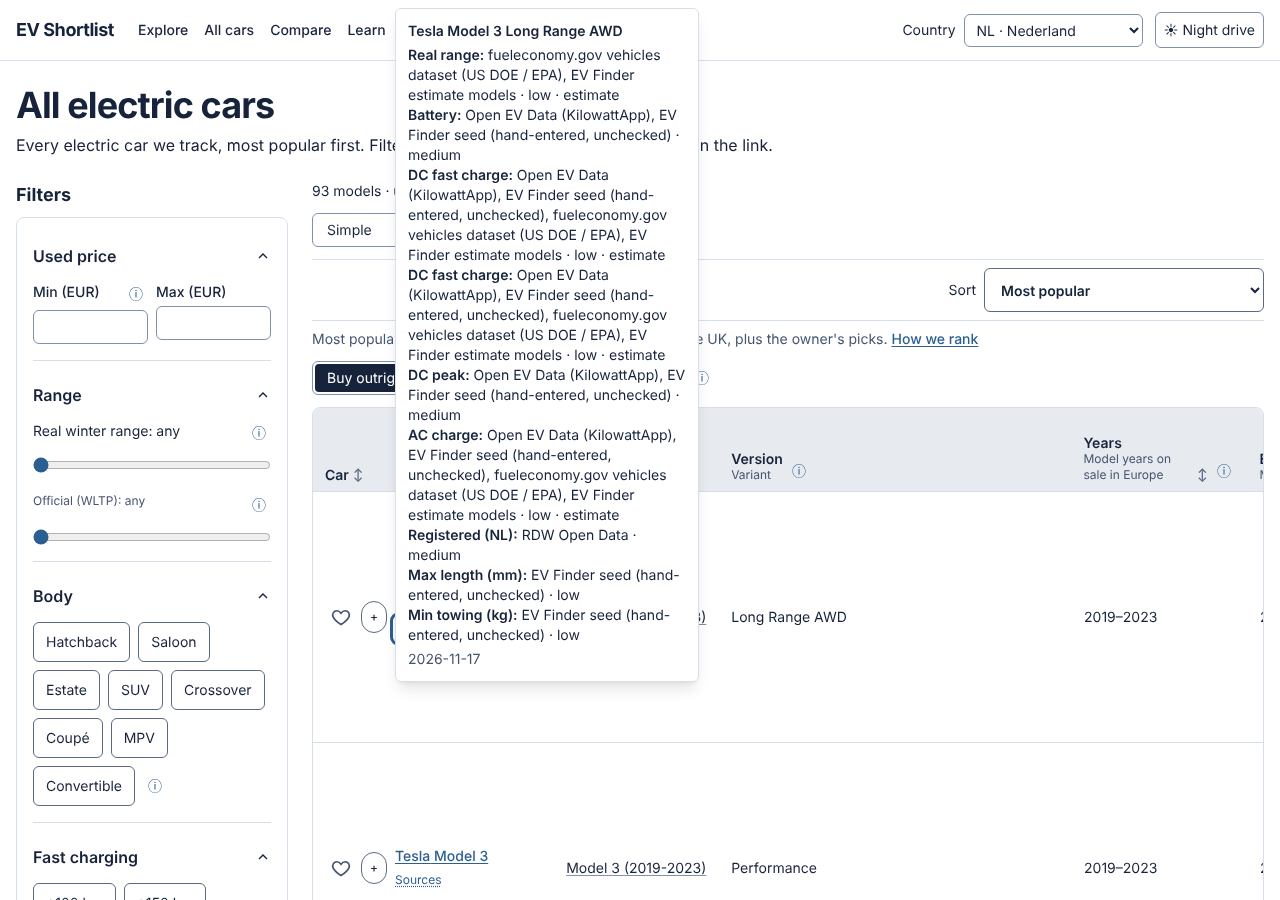 EV Shortlist
Explore
All cars
Compare
Learn
Country
NL · Nederland
Night drive
All electric cars
Every electric car we track, most popular first.
n the link.
Filters
Used price
Min (EUR)
Max (EUR)
Range
Real winter range: any
Official (WLTP): any
Body
Hatchback
Saloon
Estate
SUV
Crossover
Coupé
MPV
Convertible
Fast charging
Tesla Model 3 Long Range AWD
Real range: fueleconomy.gov vehicles
dataset (US DOE / EPA), EV Finder
estimate models · low · estimate
Battery: Open EV Data (KilowattApp), EV
Finder seed (hand-entered, unchecked) ·
medium
DC fast charge: Open EV Data
(KilowattApp), EV Finder seed (hand-
entered, unchecked), fueleconomy.gov
vehicles dataset (US DOE / EPA), EV
Finder estimate models · low · estimate
DC fast charge: Open EV Data
(KilowattApp), EV Finder seed (hand-
entered, unchecked), fueleconomy.gov
vehicles dataset (US DOE / EPA), EV
Finder estimate models · low · estimate
DC peak: Open EV Data (KilowattApp), EV
Finder seed (hand-entered, unchecked) ·
medium
AC charge: Open EV Data (KilowattApp),
EV Finder seed (hand-entered,
unchecked), fueleconomy.gov vehicles
dataset (US DOE / EPA), EV Finder
estimate models · low · estimate
Registered (NL): RDW Open Data ·
medium
Max length (mm): EV Finder seed (hand-
entered, unchecked) · low
Min towing (kg): EV Finder seed (hand-
entered, unchecked) · low
2026-11-17
93 models ·
Simple
Sort
Most popular
Most popula
UK, plus the owner's picks. How we rank
Buy outrig
Car
Version
Variant
Years
Model years on
sale in Europe
+
Long Range AWD
2019–2023
+
Tesla Model 3
Sources
Model 3 (2019-2023)
Performance
2019–2023